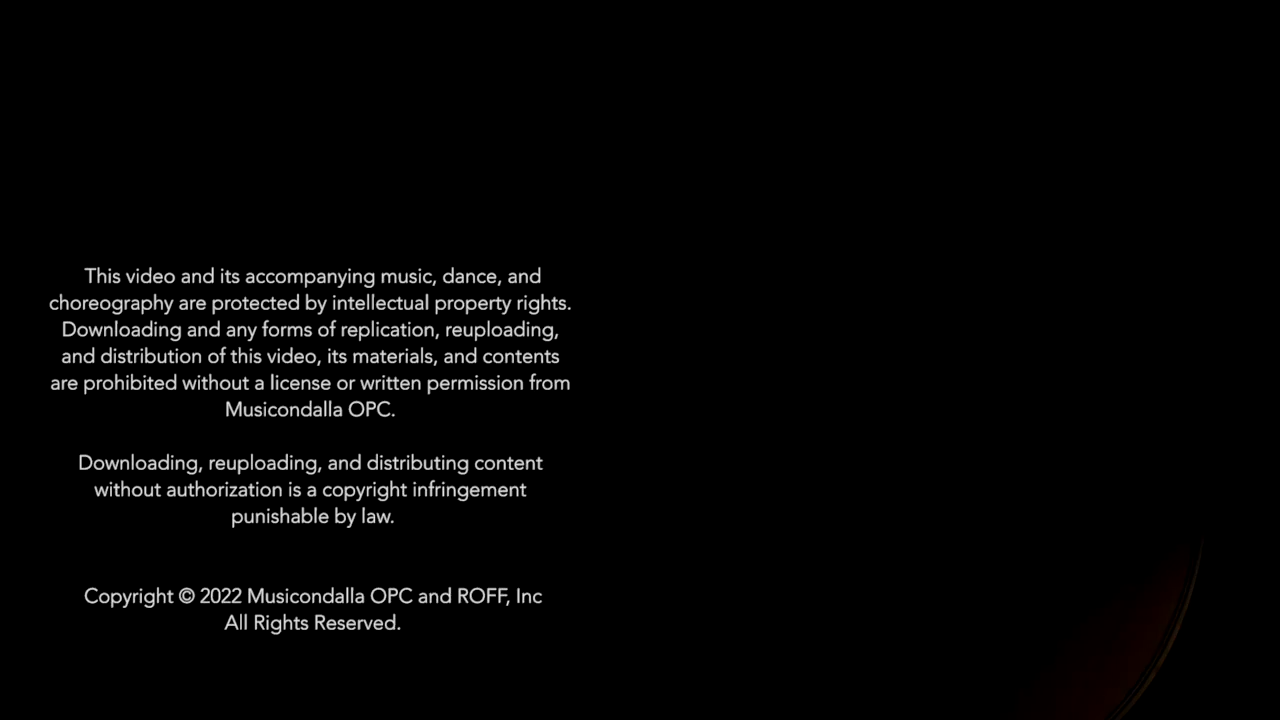 This video and its accompanying music, dance, and
choreography are protected by intellectual property rights.
Downloading and any forms of replication, reuploading,
and distribution of this video, its materials, and contents
are prohibited without a license or written permission from
Musicondalla OPC.
Downloading, reuploading, and distributing content
without authorization is a copyright infringement
punishable by law.
Copyright © 2022 Musicondalla OPC and ROFF, Inc
All Rights Reserved.